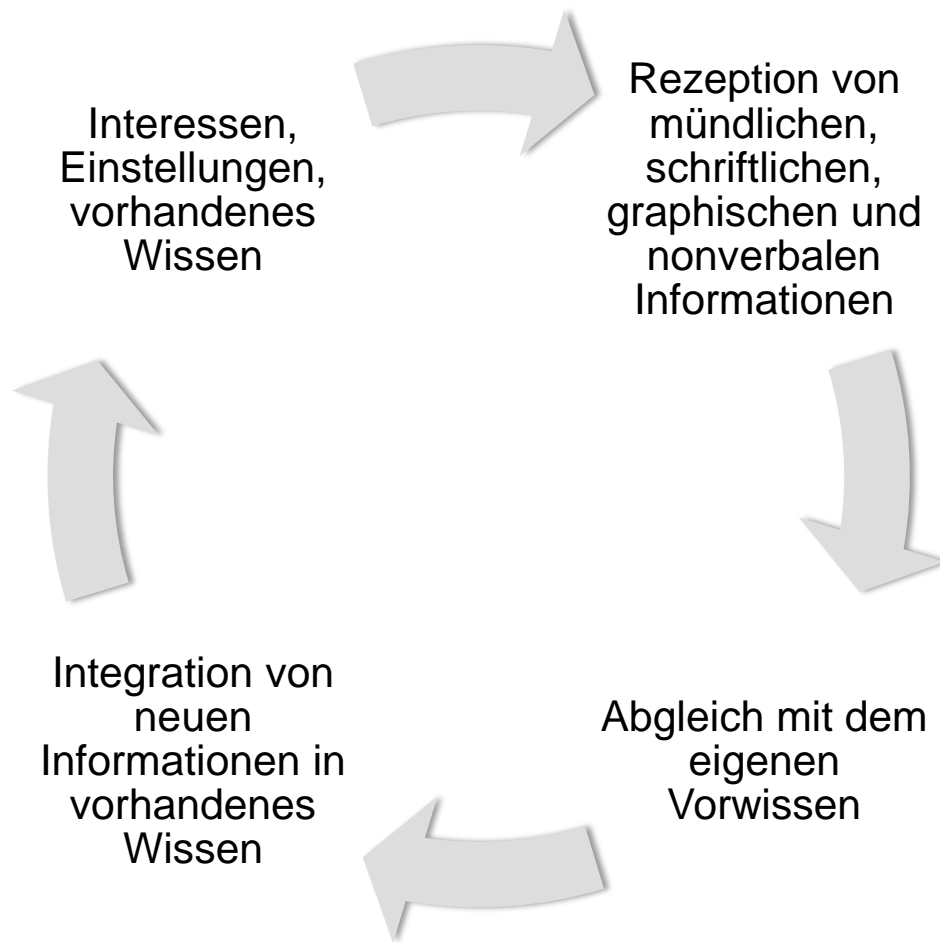 Interessen,
Einstellungen,
vorhandenes
Wissen
Rezeption von
mündlichen,
schriftlichen,
graphischen und
nonverbalen
Informationen
Abgleich mit dem
eigenen
Vorwissen
Integration von
neuen
Informationen in
vorhandenes
Wissen